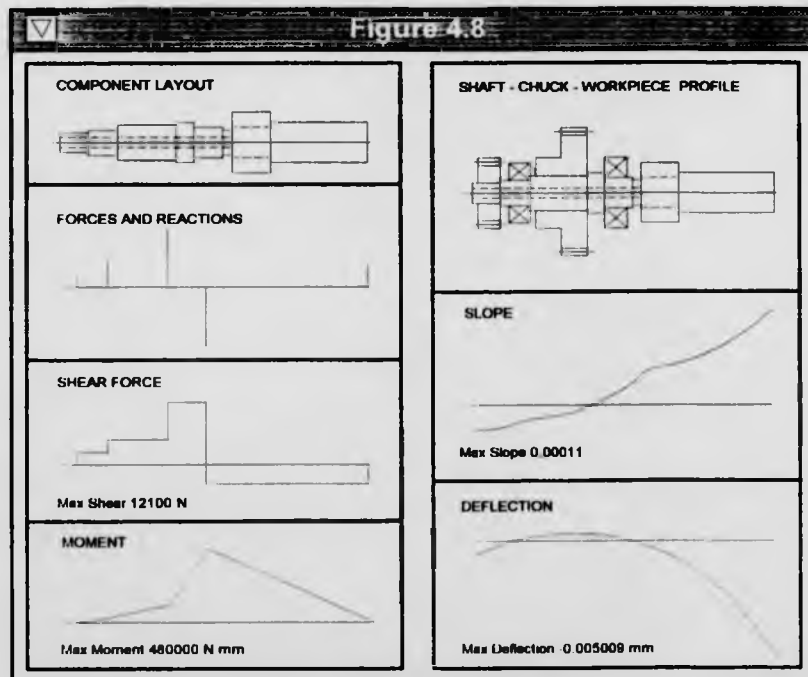 Figure 4.8
COMPONENT LAYOUT
FORCES AND REACTIONS
SHEAR FORCE
Max Shear 12100 N
MOMENT
Max Moment 480000 N mm
SHAFT - CHUCK - WORKPIECE PROFILE
SLOPE
Max Slope 0.00011
DEFLECTION
Max Deflection -0.005009 mm